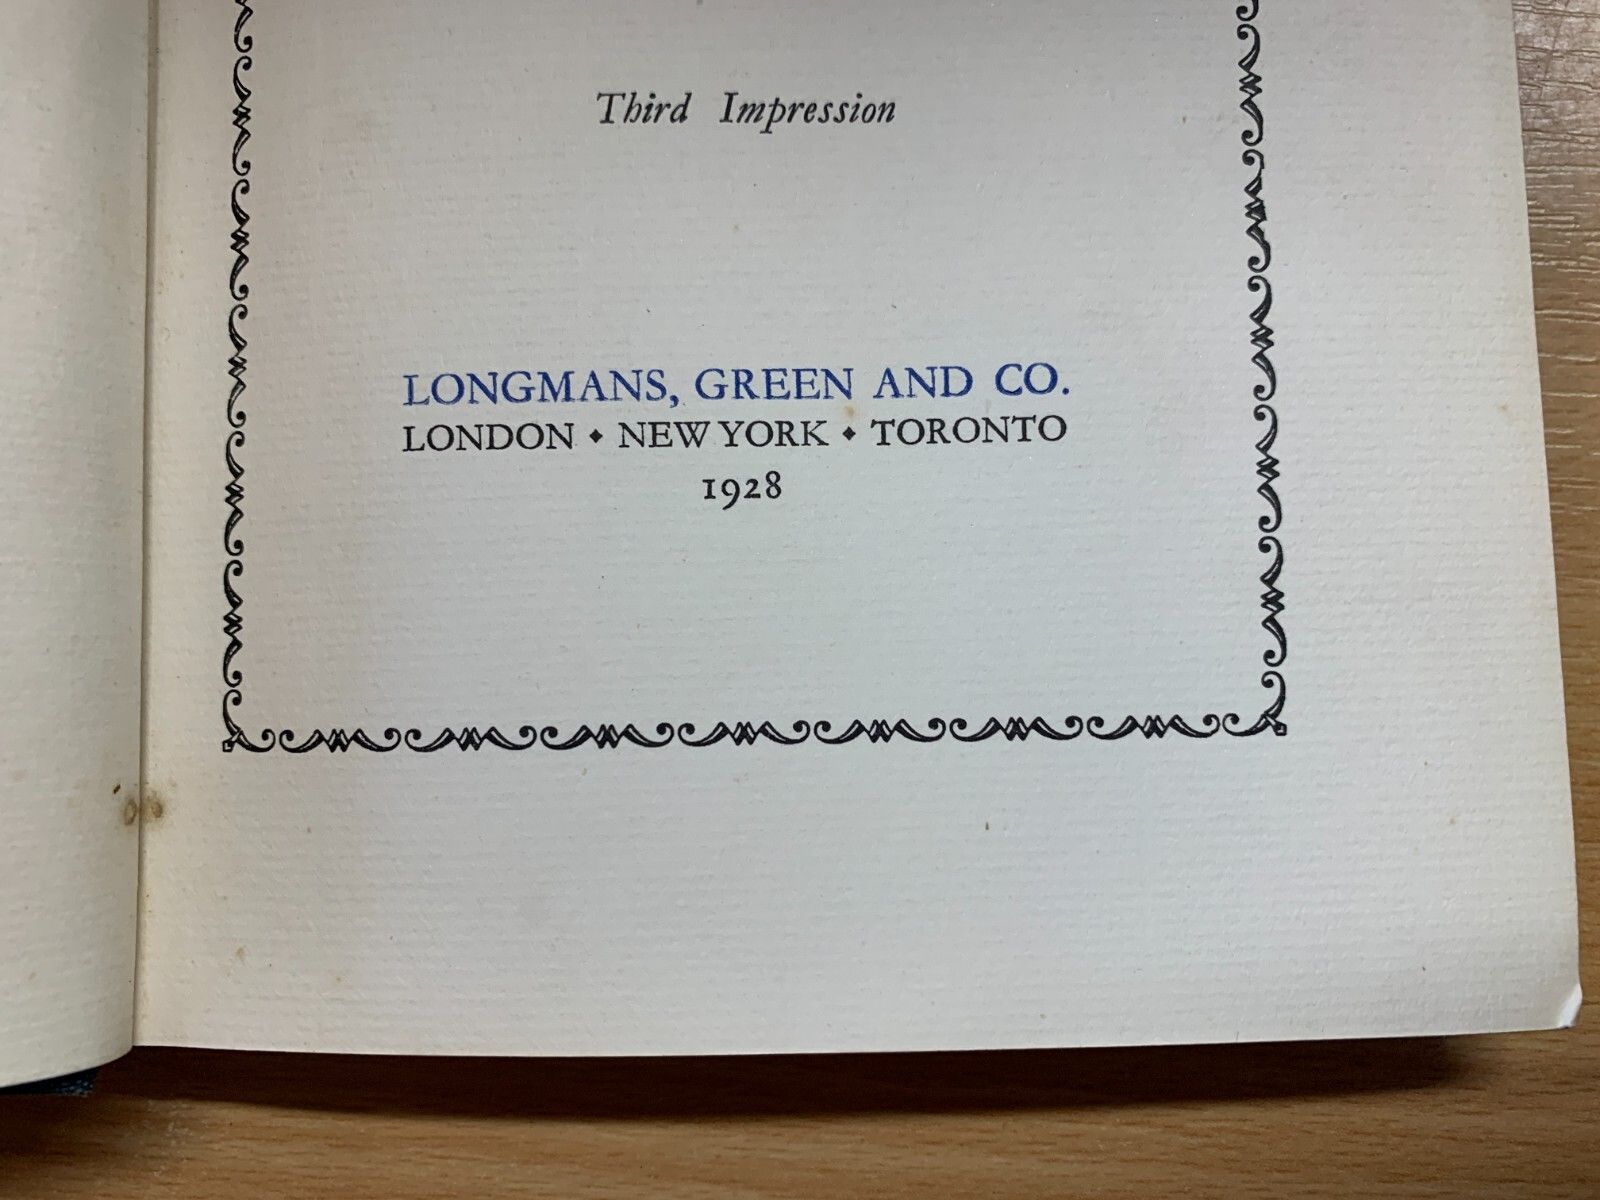 Third Impression
LONGMANS, GREEN AND CO.
LONDON ⬩ NEW YORK ⬩ TORONTO
1928